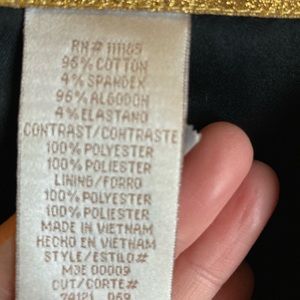 RN# 111165
96% COTTON
4% SPANDEX
96% ALGODON
4% ELASTANO
CONTRAST/CONTRASTE
100% POLYESTER
100% POLIESTER
LINING/FORRO
100% POLYESTER
100% POLIESTER
MADE IN VIETNAM
HECHO EN VIETNAM
STYLE/ESTILO#
M3E 00009
CUT/CORTE#